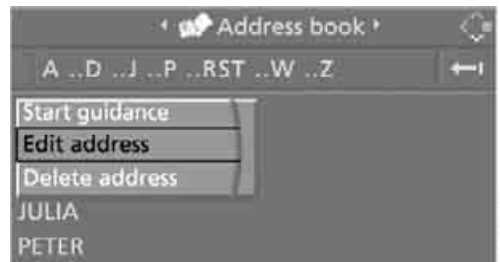 Address book
A ..D ..J ..P ..RST ..W ..Z
Start guidance
Edit address
Delete address
JULIA
PETER